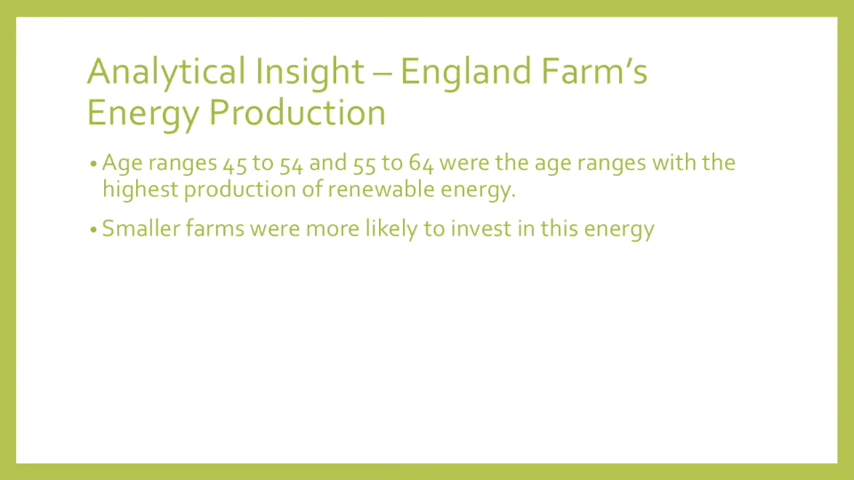 Analytical Insight – England Farm’s
Energy Production
• Age ranges 45 to 54 and 55 to 64 were the age ranges with the
highest production of renewable energy.
• Smaller farms were more likely to invest in this energy